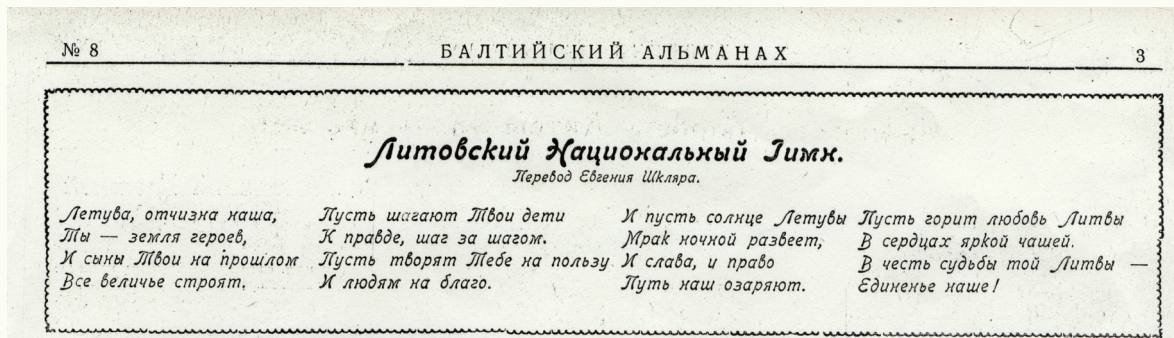 № 8 БАЛТИЙСКИЙ АЛЬМАНАХ 3
Литовский Национальный Гимн.
Перевод Евгения Шкляра.
Летува, отчизна наша,
Ты — земля героев,
И сыны Твои на прошлом
Все величье строят.
Пусть шагают Твои дети
К правде, шаг за шагом.
Пусть творят Тебе на пользу
И людям на благо.
И пусть солнце Летувы
Мрак ночной развеет,
И слава, и право
Путь наш озаряют.
Пусть горит любовь Литвы
В сердцах яркой чашей.
В честь судьбы той Литвы —
Единенье наше!